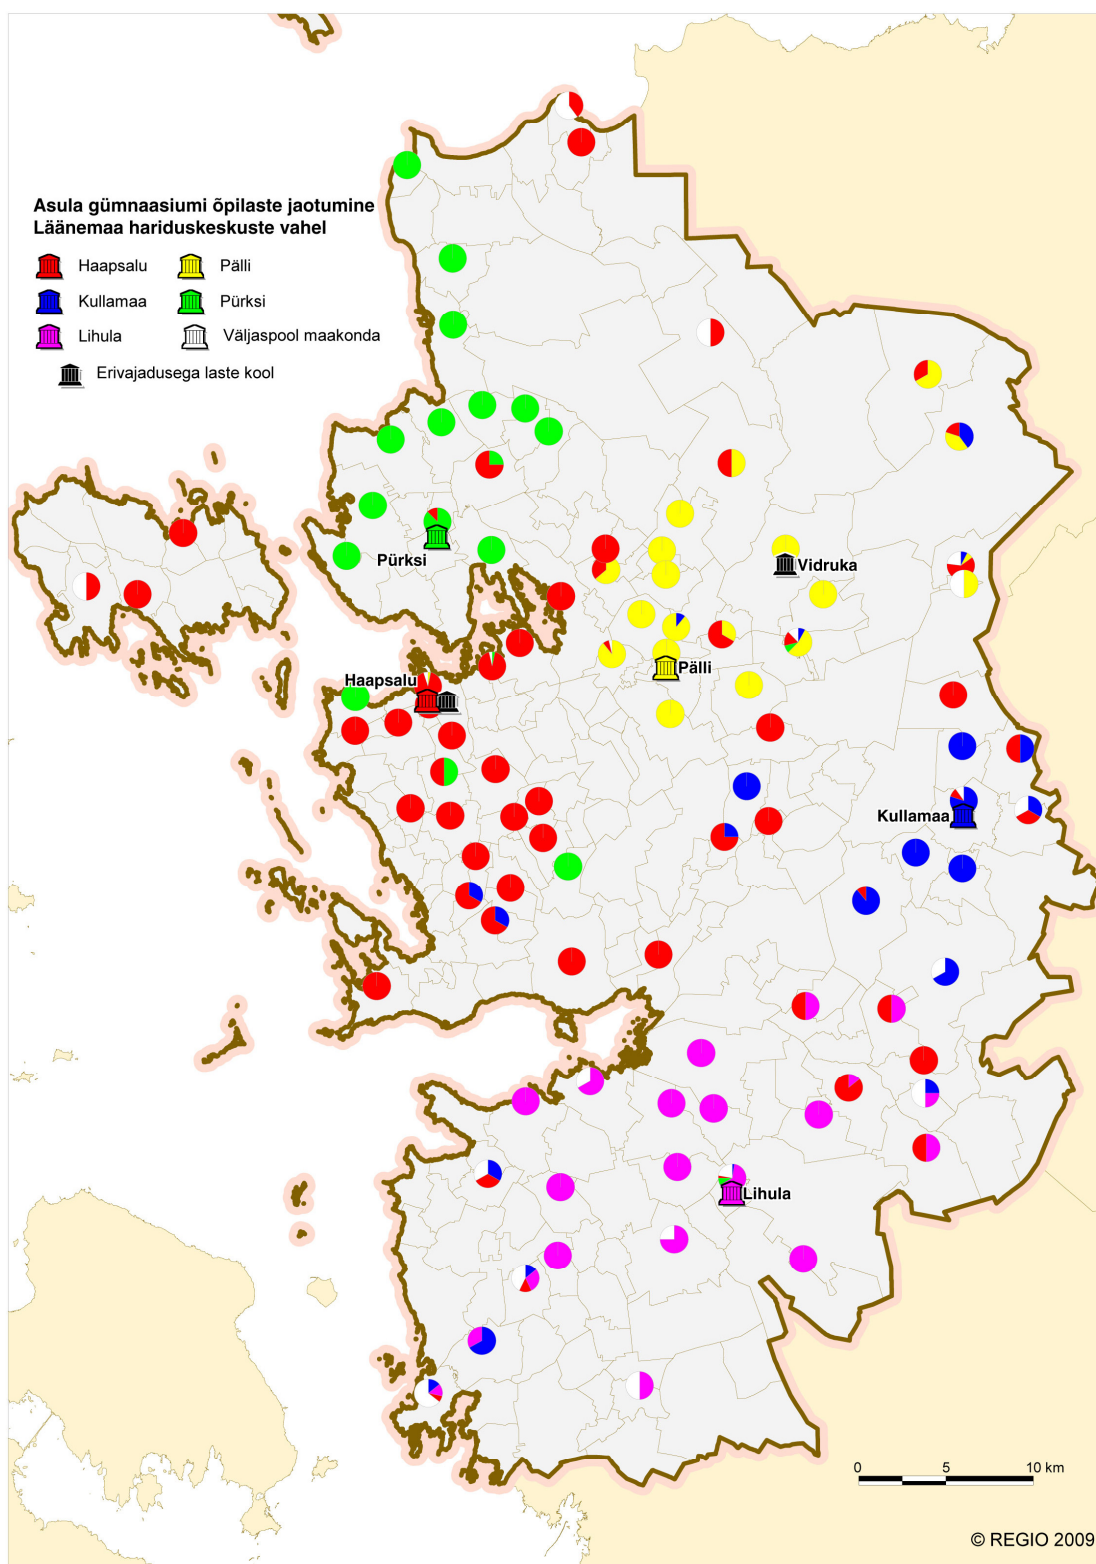 Asula gümnaasiumi õpilaste jaotumine
Läänemaa hariduskeskuste vahel
Haapsalu
Pälli
Kullamaa
Pürksi
Lihula
Väljaspool maakonda
Erivajadusega laste kool
Pürksi
Vidruka
Pälli
Haapsalu
Kullamaa
Lihula
0 5 10 km
© REGIO 2009